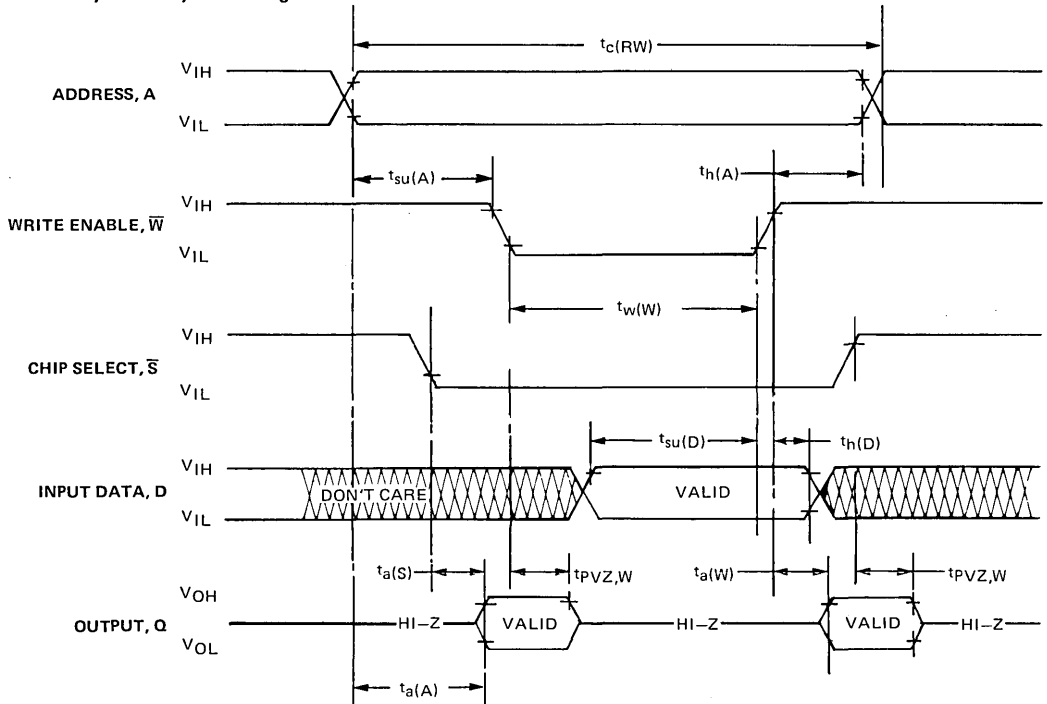 tc(RW)
VIH
ADDRESS, A
VIL
tsu(A)
th(A)
VIH
WRITE ENABLE, W̅
VIL
tw(W)
VIH
CHIP SELECT, S̅
VIL
tsu(D)
th(D)
VIH
INPUT DATA, D
DON'T CARE
VALID
VIL
ta(S)
tPVZ,W
ta(W)
tPVZ,W
VOH
OUTPUT, Q
HI–Z
VALID
HI–Z
VALID
HI–Z
VOL
ta(A)